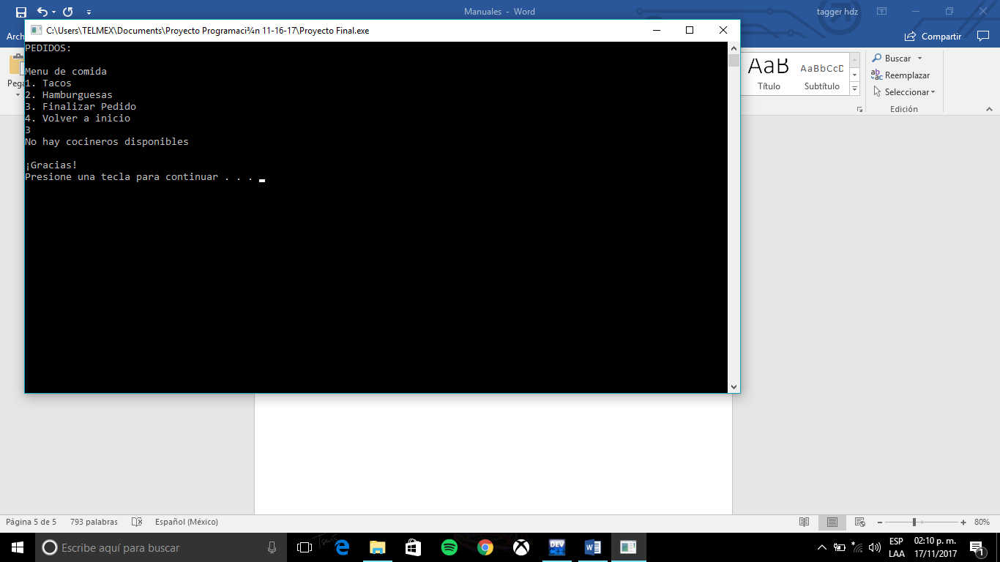 Manuales - Word
tagger hdz
C:\Users\TELMEX\Documents\Proyecto Programaci¾n 11-16-17\Proyecto Final.exe
Arch
Compartir
PEDIDOS:
Menu de comida
1. Tacos
2. Hamburguesas
3. Finalizar Pedido
4. Volver a inicio
3
No hay cocineros disponibles
¡Gracias!
Presione una tecla para continuar . . .
Pega
AaB
AaBbCcD
Título
Subtítulo
Buscar
Reemplazar
Seleccionar
Edición
Página 5 de 5
793 palabras
Español (México)
80%
Escribe aquí para buscar
DEV
ESP
LAA
02:10 p. m.
17/11/2017
1